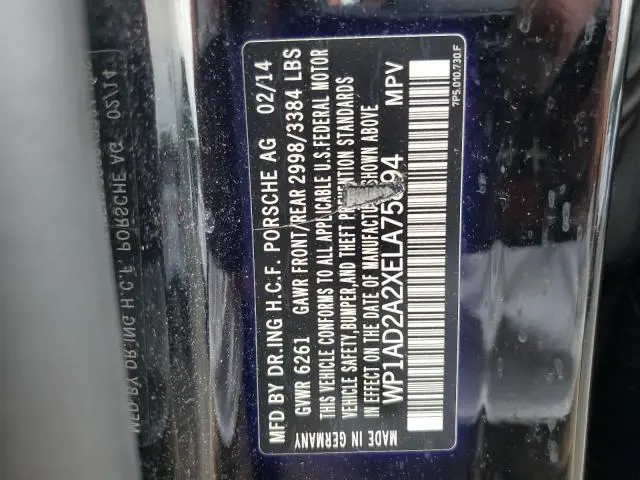 MFD BY DR.ING H.C.F. PORSCHE AG 02/14
GVWR 6261 GAWR FRONT/REAR 2998/3384 LBS
THIS VEHICLE CONFORMS TO ALL APPLICABLE U.S.FEDERAL MOTOR
VEHICLE SAFETY,BUMPER,AND THEFT PREVENTION STANDARDS
IN EFFECT ON THE DATE OF MANUFACTURE SHOWN ABOVE
MPV
MADE IN GERMANY 7P5.010.730.F